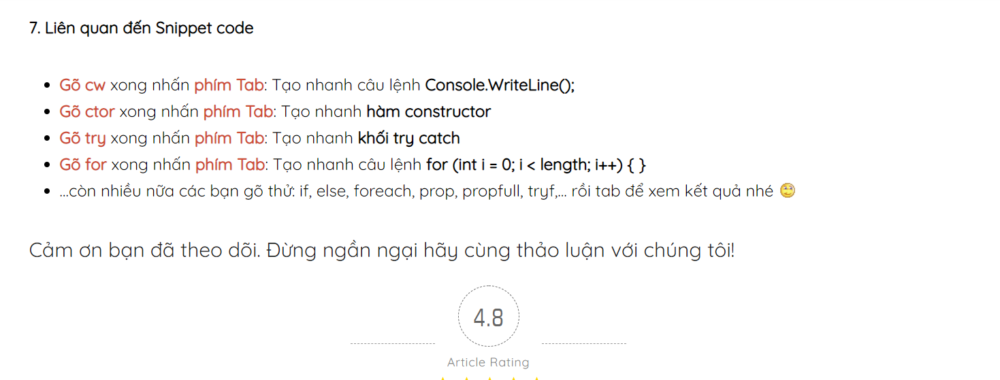 7. Liên quan đến Snippet code
Gõ cw xong nhấn phím Tab: Tạo nhanh câu lệnh Console.WriteLine();
Gõ ctor xong nhấn phím Tab: Tạo nhanh hàm constructor
Gõ try xong nhấn phím Tab: Tạo nhanh khối try catch
Gõ for xong nhấn phím Tab: Tạo nhanh câu lệnh for (int i = 0; i < length; i++) { }
...còn nhiều nữa các bạn gõ thử: if, else, foreach, prop, propfull, tryf,... rồi tab để xem kết quả nhé
Cảm ơn bạn đã theo dõi. Đừng ngần ngại hãy cùng thảo luận với chúng tôi!
4.8
Article Rating